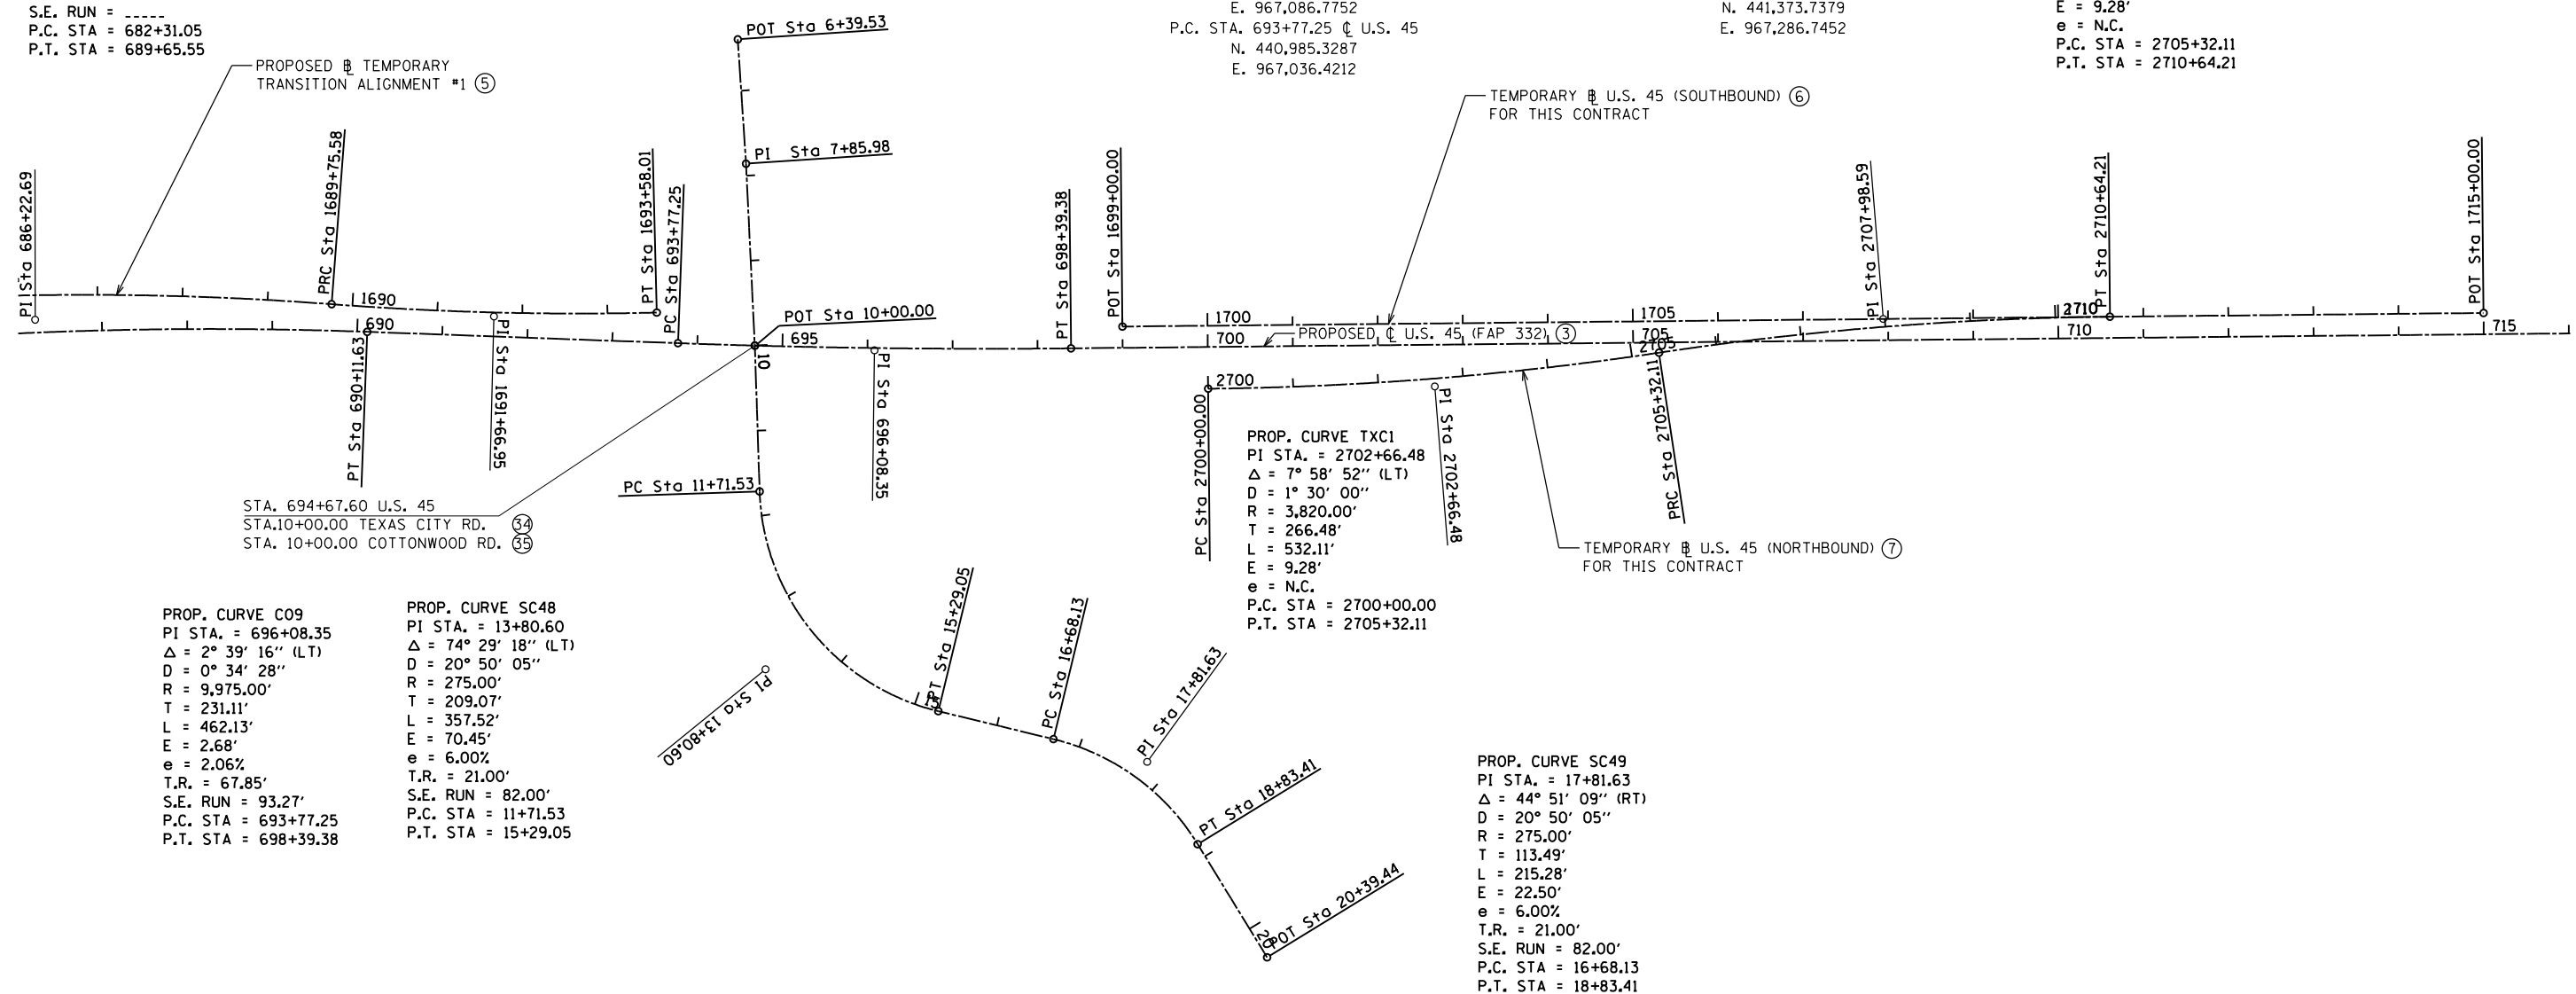 S.E. RUN = _____
P.C. STA = 682+31.05
P.T. STA = 689+65.55
E. 967,086.7752
P.C. STA. 693+77.25 ℄ U.S. 45
N. 440,985.3287
E. 967,036.4212
N. 441,373.7379
E. 967,286.7452
E = 9.28'
e = N.C.
P.C. STA = 2705+32.11
P.T. STA = 2710+64.21
POT Sta 6+39.53
PROPOSED BL TEMPORARY
TRANSITION ALIGNMENT #1 5
TEMPORARY BL U.S. 45 (SOUTHBOUND) 6
FOR THIS CONTRACT
PI Sta 7+85.98
PI Sta 686+22.69
PRC Sta 1689+75.58
PT Sta 1693+58.01
PC Sta 693+77.25
PT Sta 698+39.38
POT Sta 1699+00.00
PI Sta 2707+98.59
PT Sta 2710+64.21
POT Sta 1715+00.00
1690
690
POT Sta 10+00.00
695
10
1700
700
PROPOSED ℄ U.S. 45 (FAP 332) 3
1705
705
2705
2710
710
715
2700
PT Sta 690+11.63
PI Sta 1691+66.95
PI Sta 696+08.35
PC Sta 2700+00.00
PI Sta 2702+66.48
PRC Sta 2705+32.11
PC Sta 11+71.53
STA. 694+67.60 U.S. 45
STA.10+00.00 TEXAS CITY RD. 34
STA. 10+00.00 COTTONWOOD RD. 35
PROP. CURVE TXC1
PI STA. = 2702+66.48
Δ = 7° 58' 52'' (LT)
D = 1° 30' 00''
R = 3,820.00'
T = 266.48'
L = 532.11'
E = 9.28'
e = N.C.
P.C. STA = 2700+00.00
P.T. STA = 2705+32.11
TEMPORARY BL U.S. 45 (NORTHBOUND) 7
FOR THIS CONTRACT
PROP. CURVE C09
PI STA. = 696+08.35
Δ = 2° 39' 16'' (LT)
D = 0° 34' 28''
R = 9,975.00'
T = 231.11'
L = 462.13'
E = 2.68'
e = 2.06%
T.R. = 67.85'
S.E. RUN = 93.27'
P.C. STA = 693+77.25
P.T. STA = 698+39.38
PROP. CURVE SC48
PI STA. = 13+80.60
Δ = 74° 29' 18'' (LT)
D = 20° 50' 05''
R = 275.00'
T = 209.07'
L = 357.52'
E = 70.45'
e = 6.00%
T.R. = 21.00'
S.E. RUN = 82.00'
P.C. STA = 11+71.53
P.T. STA = 15+29.05
PI Sta 13+80.60
15
PT Sta 15+29.05
PC Sta 16+68.13
PI Sta 17+81.63
PT Sta 18+83.41
20
POT Sta 20+39.44
PROP. CURVE SC49
PI STA. = 17+81.63
Δ = 44° 51' 09'' (RT)
D = 20° 50' 05''
R = 275.00'
T = 113.49'
L = 215.28'
E = 22.50'
e = 6.00%
T.R. = 21.00'
S.E. RUN = 82.00'
P.C. STA = 16+68.13
P.T. STA = 18+83.41